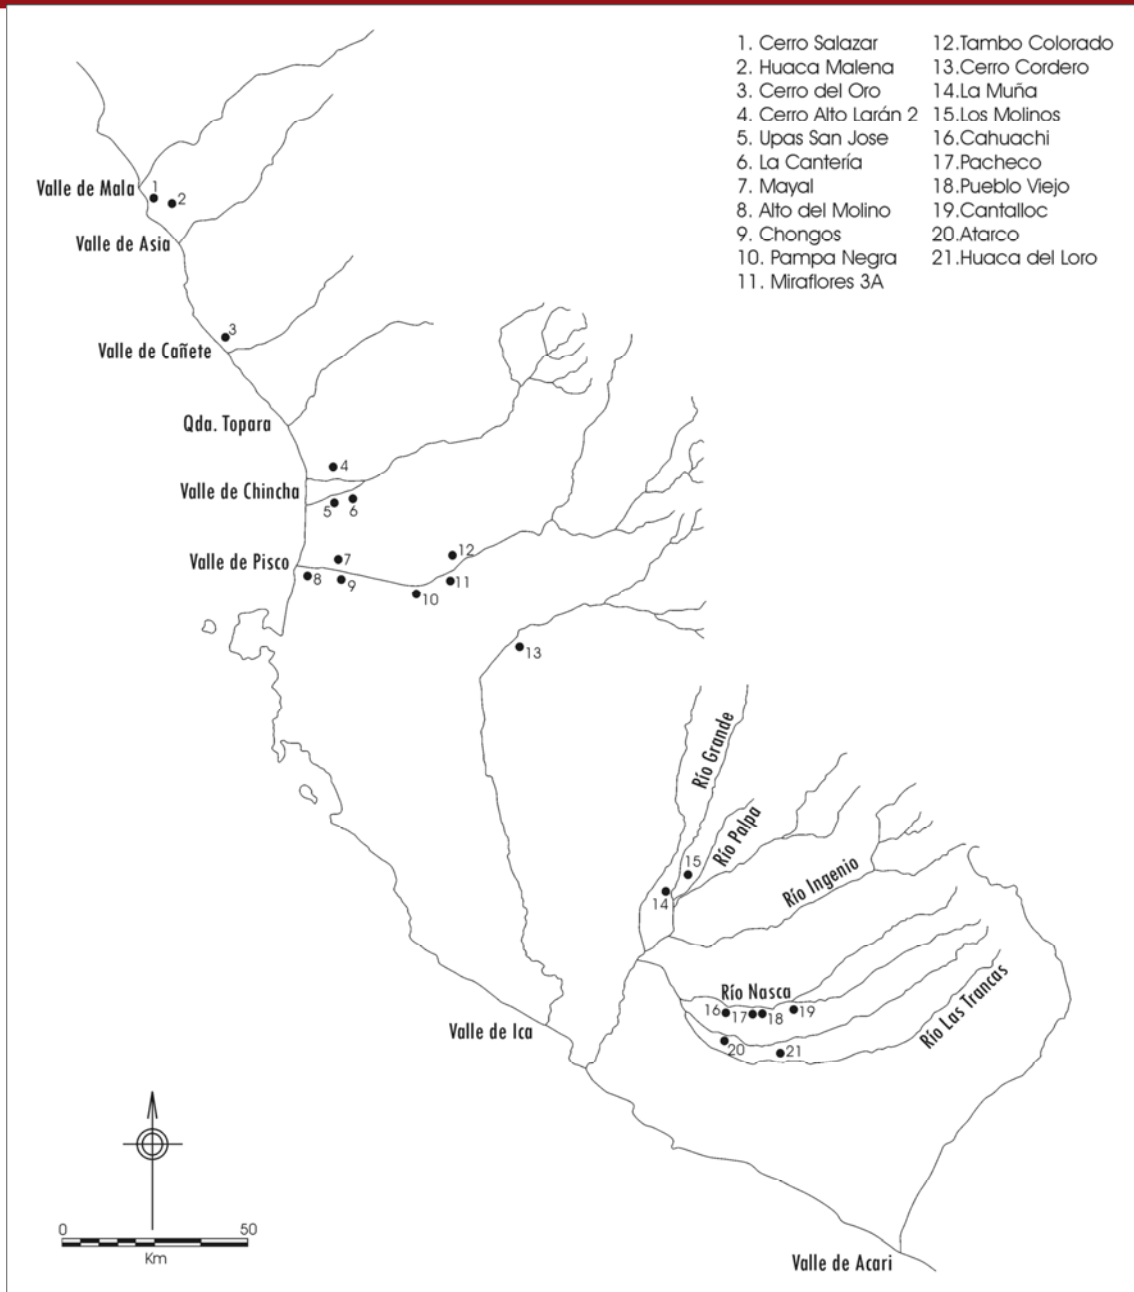 1. Cerro Salazar
2. Huaca Malena
3. Cerro del Oro
4. Cerro Alto Larán 2
5. Upas San Jose
6. La Cantería
7. Mayal
8. Alto del Molino
9. Chongos
10. Pampa Negra
11. Miraflores 3A
12.Tambo Colorado
13.Cerro Cordero
14.La Muña
15.Los Molinos
16.Cahuachi
17.Pacheco
18.Pueblo Viejo
19.Cantalloc
20.Atarco
21.Huaca del Loro
Valle de Mala
1
2
Valle de Asia
3
Valle de Cañete
Qda. Topara
4
Valle de Chincha
5
6
Valle de Pisco
7
8
9
10
11
12
13
Río Grande
Río Palpa
15
14
Río Ingenio
Río Nasca
16
17
18
19
20
21
Río Las Trancas
Valle de Ica
Valle de Acari
0
50
Km